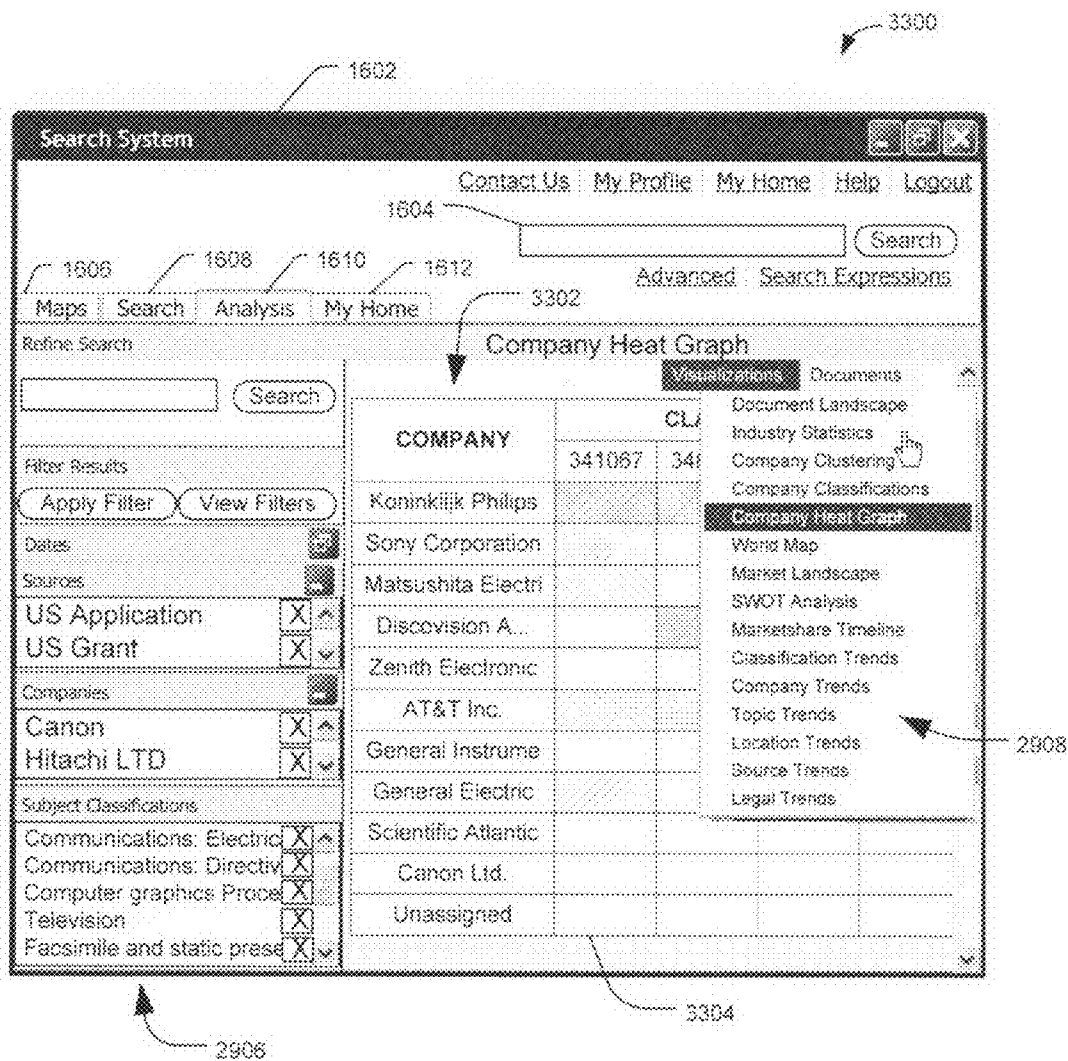 3300
1602
Search System
Contact Us My Profile My Home Help Logout
1604
Search
1606 1608 1610 1612
Advanced Search Expressions
3302
Maps Search Analysis My Home
Refine Search
Company Heat Graph
Visualizations Documents
Search
Document Landscape
COMPANY
CLA
Industry Statistics
341067 348
Company Clustering
Filter Results
Company Classifications
Apply Filter View Filters
Koninklijk Philips
Company Heat Graph
Dates
Sony Corporation
World Map
Sources
Matsushita Electri
Market Landscape
US Application X
SWOT Analysis
Discovision A...
Marketshare Timeline
US Grant X
Zenith Electronic
Classification Trends
Companies
Company Trends
Canon X
AT&T Inc.
Topic Trends
Hitachi LTD X
General Instrume
Location Trends
2908
Source Trends
Subject Classifications
General Electric
Legal Trends
Communications: Electric X
Scientific Atlantic
Communications: Directiv X
Computer graphics Proce X
Canon Ltd.
Television X
Unassigned
Facsimile and static prese X
3304
2906